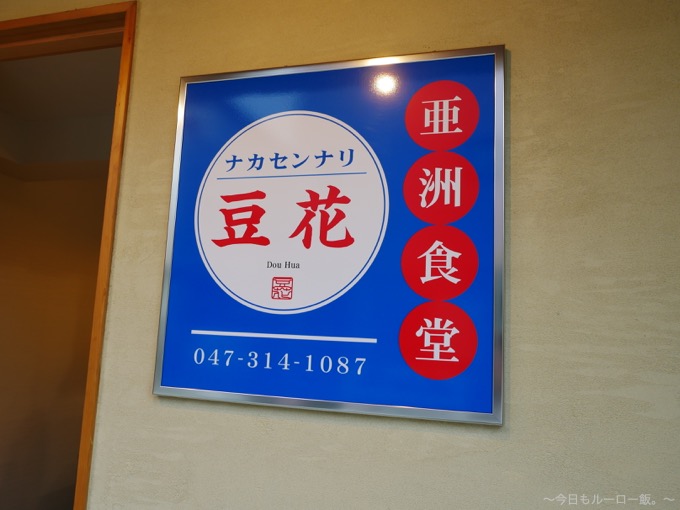 亜洲食堂
ナカセンナリ
豆花
Dou Hua
047-314-1087
～今日もルーロー飯。～